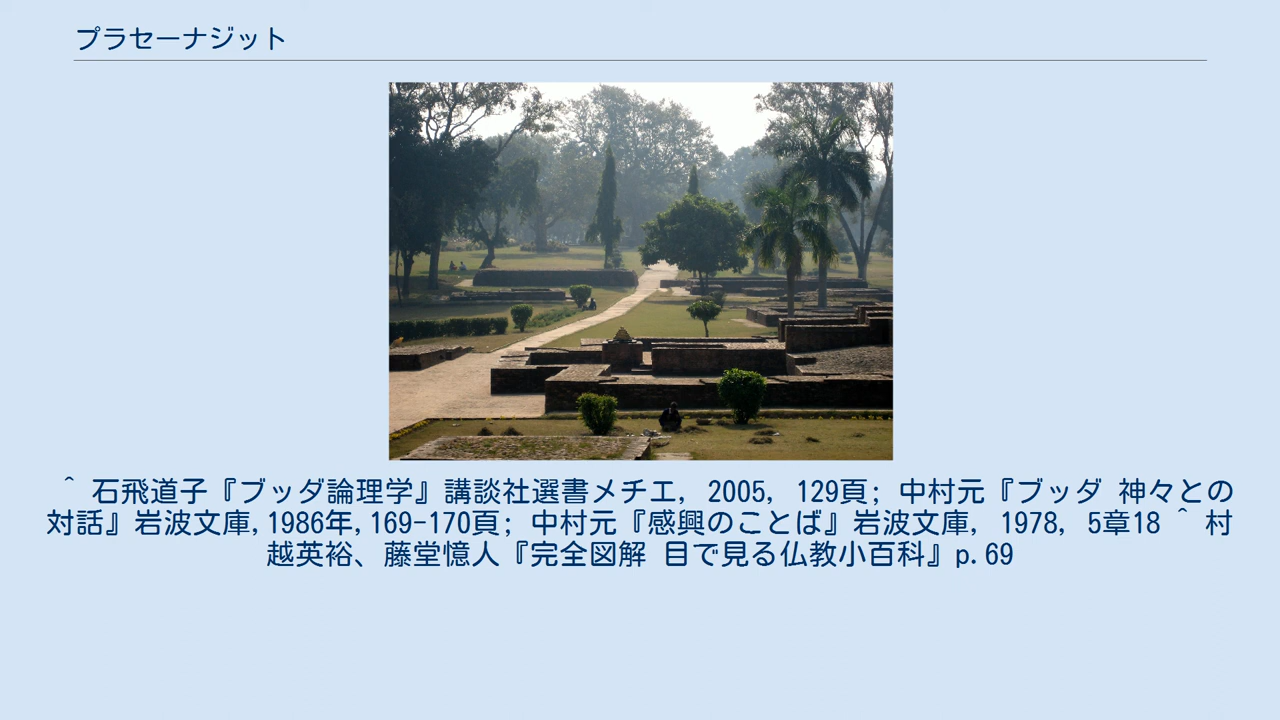 プラセーナジット
^ 石飛道子『ブッダ論理学』講談社選書メチエ, 2005, 129頁; 中村元『ブッダ 神々との
対話』岩波文庫,1986年,169-170頁; 中村元『感興のことば』岩波文庫, 1978, 5章18 ^ 村
越英裕、藤堂憶人『完全図解 目で見る仏教小百科』p.69